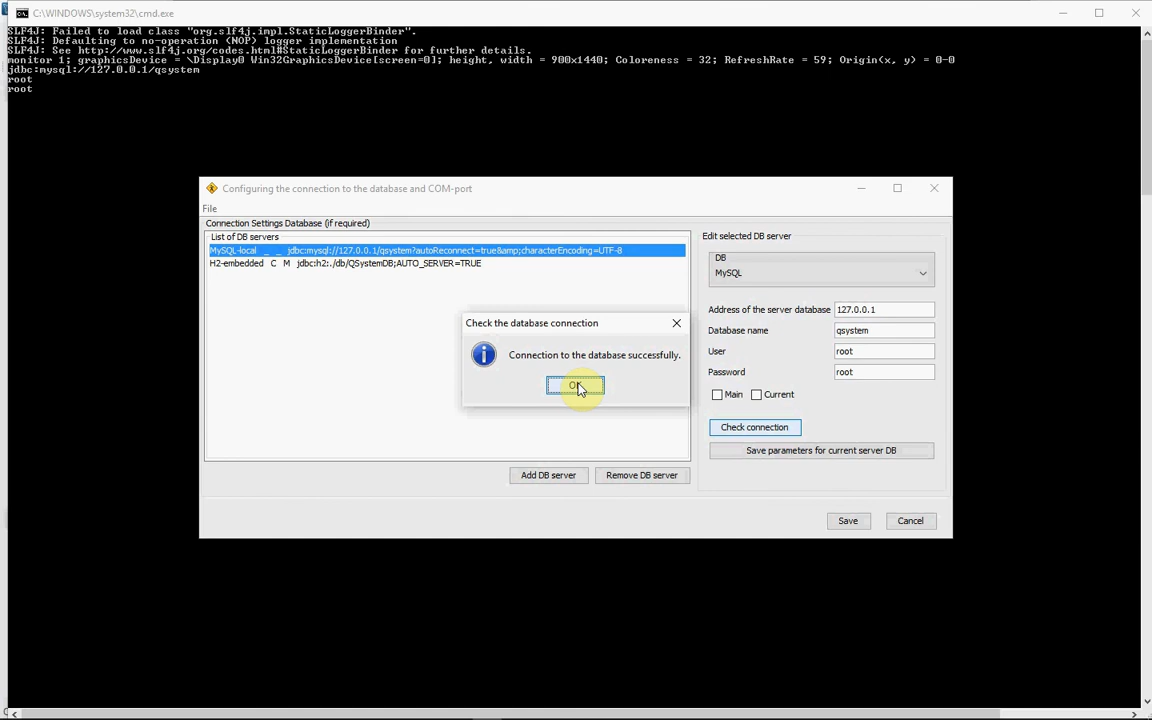 C:\WINDOWS\system32\cmd.exe
SLF4J: Failed to load class "org.slf4j.impl.StaticLoggerBinder".
SLF4J: Defaulting to no-operation (NOP) logger implementation
SLF4J: See http://www.slf4j.org/codes.html#StaticLoggerBinder for further details.
monitor 1; graphicsDevice = \Display0 Win32GraphicsDevice[screen=0]; height, width = 900x1440; Coloreness = 32; RefreshRate = 59; Origin(x, y) = 0-0
jdbc:mysql://127.0.0.1/qsystem
root
root
Configuring the connection to the database and COM-port
File
Connection Settings Database (if required)
List of DB servers
MySQL-local _ _ jdbc:mysql://127.0.0.1/qsystem?autoReconnect=true&amp;characterEncoding=UTF-8
H2-embedded C M jdbc:h2:./db/QSystemDB;AUTO_SERVER=TRUE
Edit selected DB server
DB
MySQL
Address of the server database 127.0.0.1
Database name qsystem
User root
Password root
Main Current
Check connection
Save parameters for current server DB
Check the database connection
Connection to the database successfully.
OK
Add DB server Remove DB server
Save Cancel